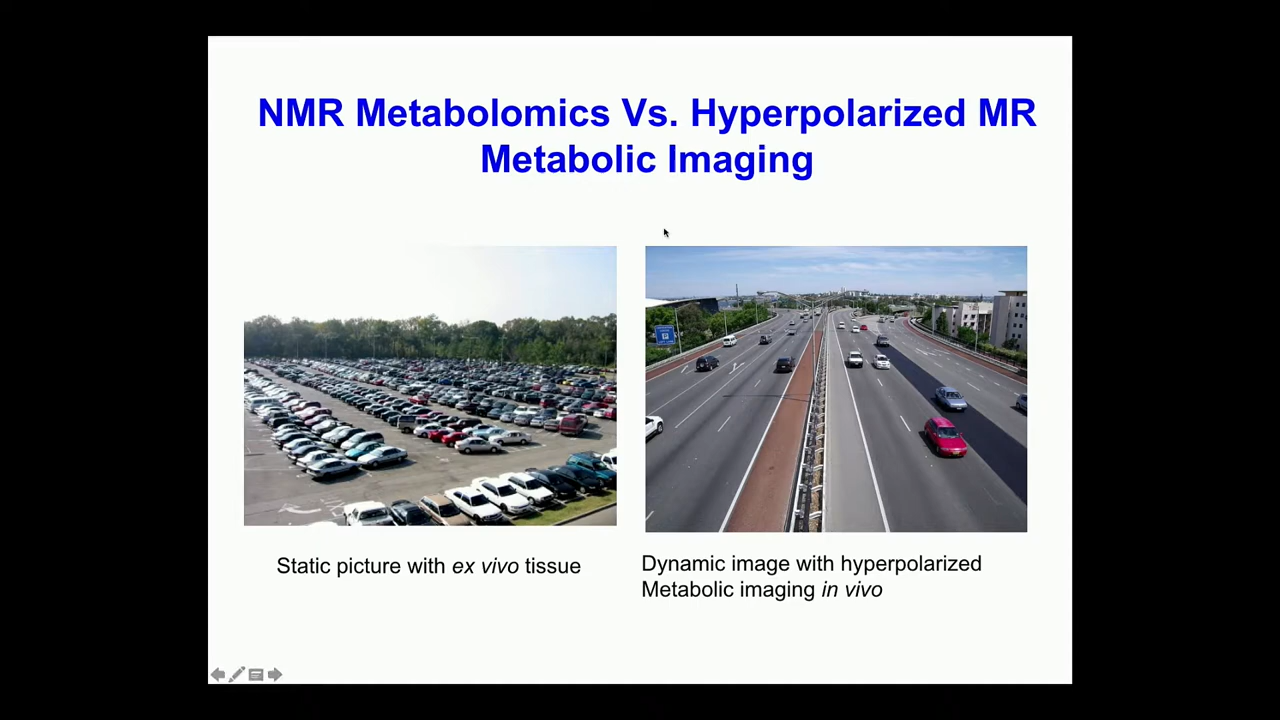 NMR Metabolomics Vs. Hyperpolarized MR
Metabolic Imaging
Static picture with ex vivo tissue
Dynamic image with hyperpolarized
Metabolic imaging in vivo